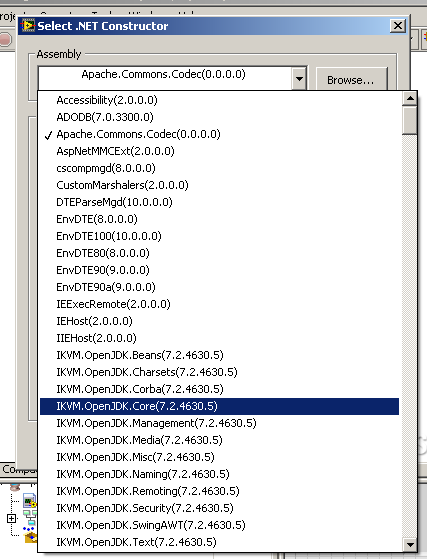 Select .NET Constructor
Assembly
Apache.Commons.Codec(0.0.0.0)
Browse...
Accessibility(2.0.0.0)
ADODB(7.0.3300.0)
Apache.Commons.Codec(0.0.0.0)
AspNetMMCExt(2.0.0.0)
cscompmgd(8.0.0.0)
CustomMarshalers(2.0.0.0)
DTEParseMgd(10.0.0.0)
EnvDTE(8.0.0.0)
EnvDTE100(10.0.0.0)
EnvDTE80(8.0.0.0)
EnvDTE90(9.0.0.0)
EnvDTE90a(9.0.0.0)
IEExecRemote(2.0.0.0)
IEHost(2.0.0.0)
IIEHost(2.0.0.0)
IKVM.OpenJDK.Beans(7.2.4630.5)
IKVM.OpenJDK.Charsets(7.2.4630.5)
IKVM.OpenJDK.Corba(7.2.4630.5)
IKVM.OpenJDK.Core(7.2.4630.5)
IKVM.OpenJDK.Management(7.2.4630.5)
IKVM.OpenJDK.Media(7.2.4630.5)
IKVM.OpenJDK.Misc(7.2.4630.5)
IKVM.OpenJDK.Naming(7.2.4630.5)
IKVM.OpenJDK.Remoting(7.2.4630.5)
IKVM.OpenJDK.Security(7.2.4630.5)
IKVM.OpenJDK.SwingAWT(7.2.4630.5)
IKVM.OpenJDK.Text(7.2.4630.5)